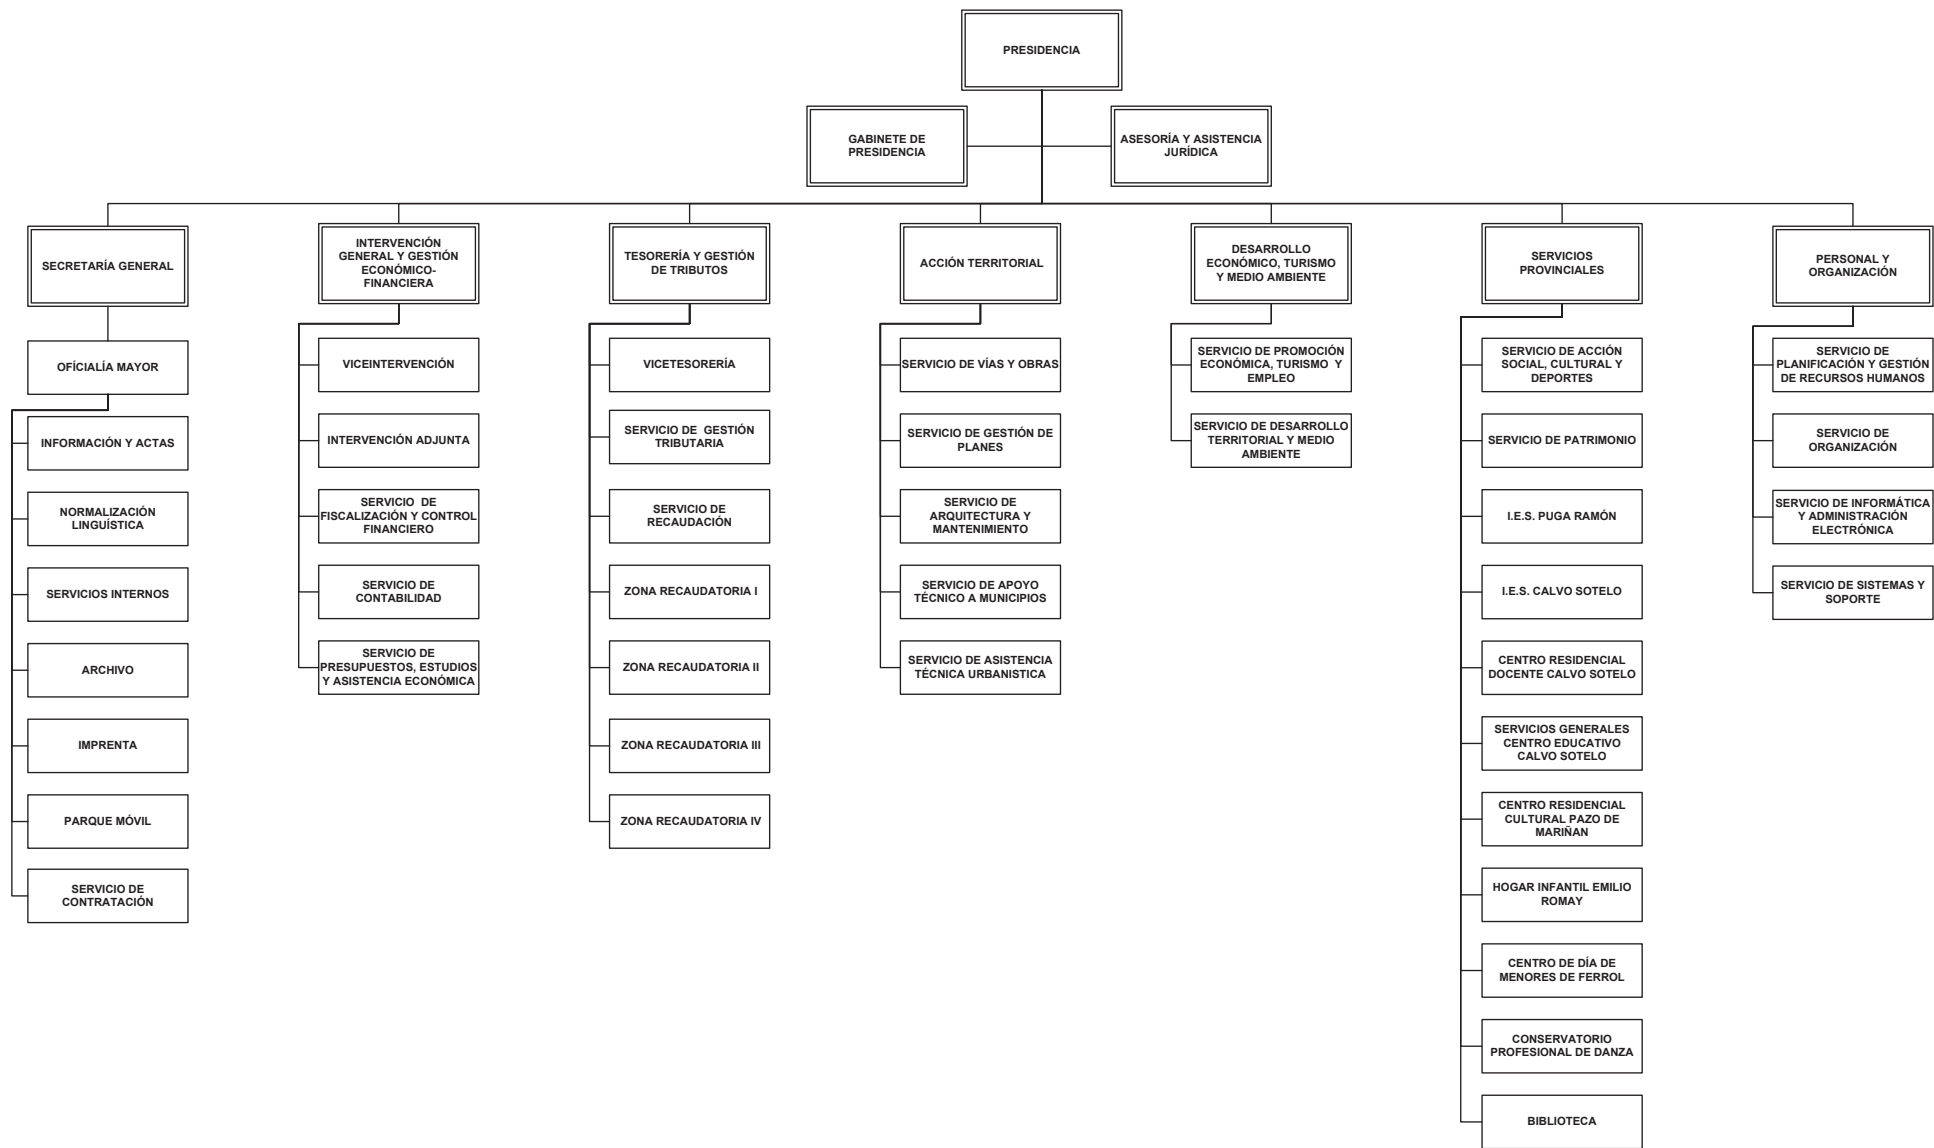 PRESIDENCIA
GABINETE DE
PRESIDENCIA
ASESORÍA Y ASISTENCIA
JURÍDICA
SECRETARÍA GENERAL
INTERVENCIÓN
GENERAL Y GESTIÓN
ECONÓMICO-
FINANCIERA
TESORERÍA Y GESTIÓN
DE TRIBUTOS
ACCIÓN TERRITORIAL
DESARROLLO
ECONÓMICO, TURISMO
Y MEDIO AMBIENTE
SERVICIOS
PROVINCIALES
PERSONAL Y
ORGANIZACIÓN
OFÍCIALÍA MAYOR
INFORMACIÓN Y ACTAS
NORMALIZACIÓN
LINGUÍSTICA
SERVICIOS INTERNOS
ARCHIVO
IMPRENTA
PARQUE MÓVIL
SERVICIO DE
CONTRATACIÓN
VICEINTERVENCIÓN
INTERVENCIÓN ADJUNTA
SERVICIO DE
FISCALIZACIÓN Y CONTROL
FINANCIERO
SERVICIO DE
CONTABILIDAD
SERVICIO DE
PRESUPUESTOS, ESTUDIOS
Y ASISTENCIA ECONÓMICA
VICETESORERÍA
SERVICIO DE GESTIÓN
TRIBUTARIA
SERVICIO DE
RECAUDACIÓN
ZONA RECAUDATORIA I
ZONA RECAUDATORIA II
ZONA RECAUDATORIA III
ZONA RECAUDATORIA IV
SERVICIO DE VÍAS Y OBRAS
SERVICIO DE GESTIÓN DE
PLANES
SERVICIO DE
ARQUITECTURA Y
MANTENIMIENTO
SERVICIO DE APOYO
TÉCNICO A MUNICIPIOS
SERVICIO DE ASISTENCIA
TÉCNICA URBANISTICA
SERVICIO DE PROMOCIÓN
ECONÓMICA, TURISMO Y
EMPLEO
SERVICIO DE DESARROLLO
TERRITORIAL Y MEDIO
AMBIENTE
SERVICIO DE ACCIÓN
SOCIAL, CULTURAL Y
DEPORTES
SERVICIO DE PATRIMONIO
I.E.S. PUGA RAMÓN
I.E.S. CALVO SOTELO
CENTRO RESIDENCIAL
DOCENTE CALVO SOTELO
SERVICIOS GENERALES
CENTRO EDUCATIVO
CALVO SOTELO
CENTRO RESIDENCIAL
CULTURAL PAZO DE
MARIÑAN
HOGAR INFANTIL EMILIO
ROMAY
CENTRO DE DÍA DE
MENORES DE FERROL
CONSERVATORIO
PROFESIONAL DE DANZA
BIBLIOTECA
SERVICIO DE
PLANIFICACIÓN Y GESTIÓN
DE RECURSOS HUMANOS
SERVICIO DE
ORGANIZACIÓN
SERVICIO DE INFORMÁTICA
Y ADMINISTRACIÓN
ELECTRÓNICA
SERVICIO DE SISTEMAS Y
SOPORTE